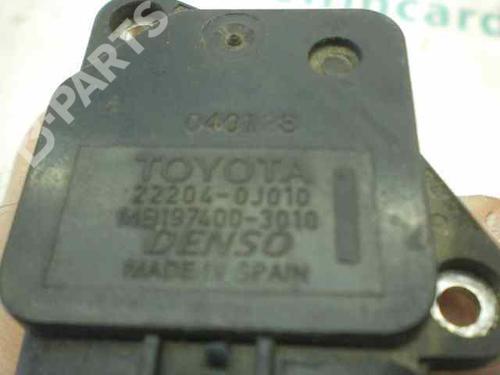 B-PARTS
TOYOTA
22204-0J010
MB197400-3010
DENSO
MADE IN SPAIN